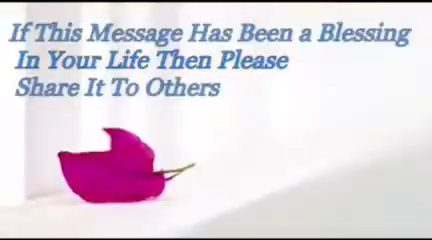 If This Message Has Been a Blessing
In Your Life Then Please
Share It To Others